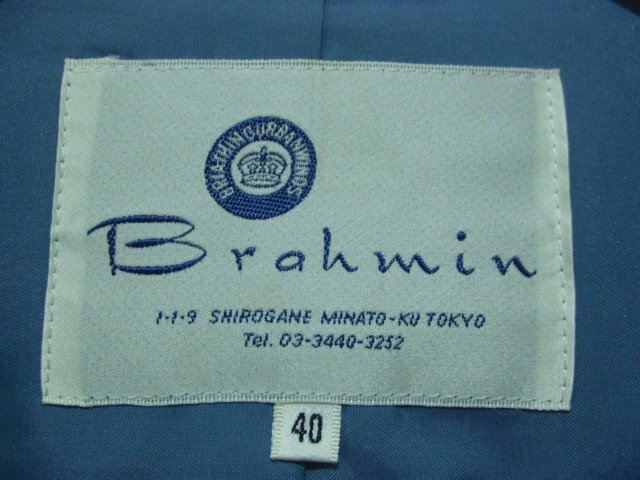 Brahmin
1-1-9 SHIROGANE MINATO-KU TOKYO
Tel. 03-3440-3252
40